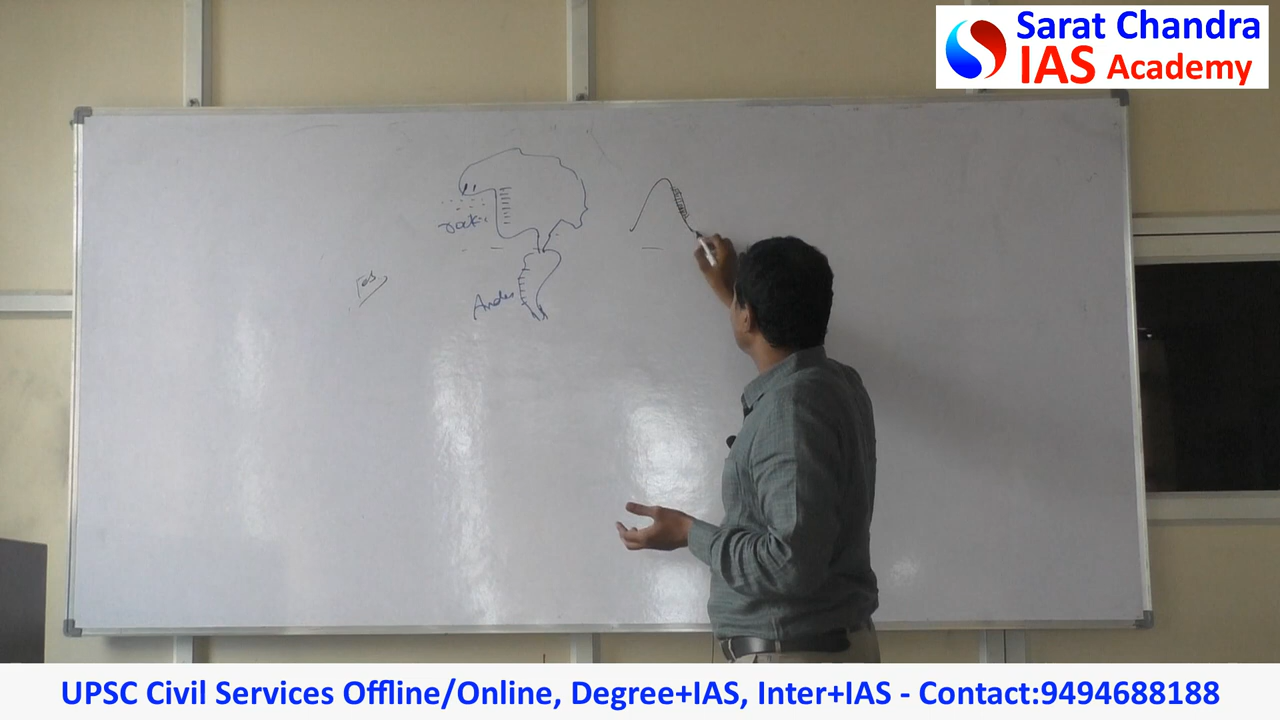 Sarat Chandra
IAS Academy
Andes
UPSC Civil Services Offline/Online, Degree+IAS, Inter+IAS - Contact:9494688188